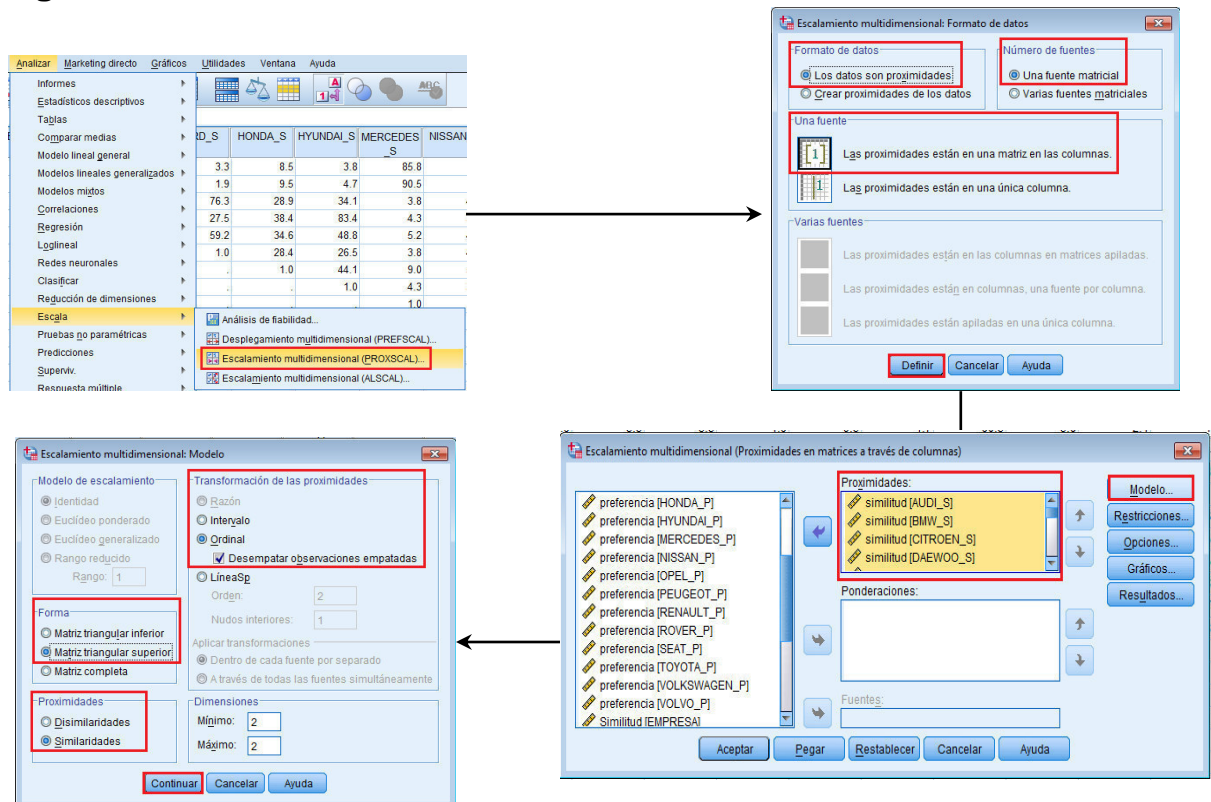 Analizar Marketing directo Gráficos Utilidades Ventana Ayuda
Informes
Estadísticos descriptivos
Tablas
Comparar medias
Modelo lineal general
Modelos lineales generalizados
Modelos mixtos
Correlaciones
Regresión
Loglineal
Redes neuronales
Clasificar
Reducción de dimensiones
Escala
Pruebas no paramétricas
Predicciones
Superviv.
Respuesta múltiple
RD_S HONDA_S HYUNDAI_S MERCEDES_S NISSAN
3.3 8.5 3.8 85.8
1.9 9.5 4.7 90.5
76.3 28.9 34.1 3.8
27.5 38.4 83.4 4.3
59.2 34.6 48.8 5.2
1.0 28.4 26.5 3.8
. 1.0 44.1 9.0
. . 1.0 4.3
1.0
Análisis de fiabilidad...
Desplegamiento multidimensional (PREFSCAL)...
Escalamiento multidimensional (PROXSCAL)...
Escalamiento multidimensional (ALSCAL)...
Escalamiento multidimensional: Formato de datos
Formato de datos
Los datos son proximidades
Crear proximidades de los datos
Número de fuentes
Una fuente matricial
Varias fuentes matriciales
Una fuente
Las proximidades están en una matriz en las columnas.
Las proximidades están en una única columna.
Varias fuentes
Las proximidades están en las columnas en matrices apiladas.
Las proximidades están en columnas, una fuente por columna.
Las proximidades están apiladas en una única columna.
Definir Cancelar Ayuda
Escalamiento multidimensional (Proximidades en matrices a través de columnas)
preferencia [HONDA_P]
preferencia [HYUNDAI_P]
preferencia [MERCEDES_P]
preferencia [NISSAN_P]
preferencia [OPEL_P]
preferencia [PEUGEOT_P]
preferencia [RENAULT_P]
preferencia [ROVER_P]
preferencia [SEAT_P]
preferencia [TOYOTA_P]
preferencia [VOLKSWAGEN_P]
preferencia [VOLVO_P]
Similitud [EMPRESA]
Proximidades:
similitud [AUDI_S]
similitud [BMW_S]
similitud [CITROEN_S]
similitud [DAEWOO_S]
Ponderaciones:
Fuentes:
Modelo...
Restricciones...
Opciones...
Gráficos...
Resultados...
Aceptar Pegar Restablecer Cancelar Ayuda
Escalamiento multidimensional: Modelo
Modelo de escalamiento
Identidad
Euclídeo ponderado
Euclídeo generalizado
Rango reducido
Rango: 1
Forma
Matriz triangular inferior
Matriz triangular superior
Matriz completa
Proximidades
Disimilaridades
Similaridades
Transformación de las proximidades
Razón
Intervalo
Ordinal
Desempatar observaciones empatadas
LíneaSp
Orden: 2
Nudos interiores: 1
Aplicar transformaciones
Dentro de cada fuente por separado
A través de todas las fuentes simultáneamente
Dimensiones
Mínimo: 2
Máximo: 2
Continuar Cancelar Ayuda